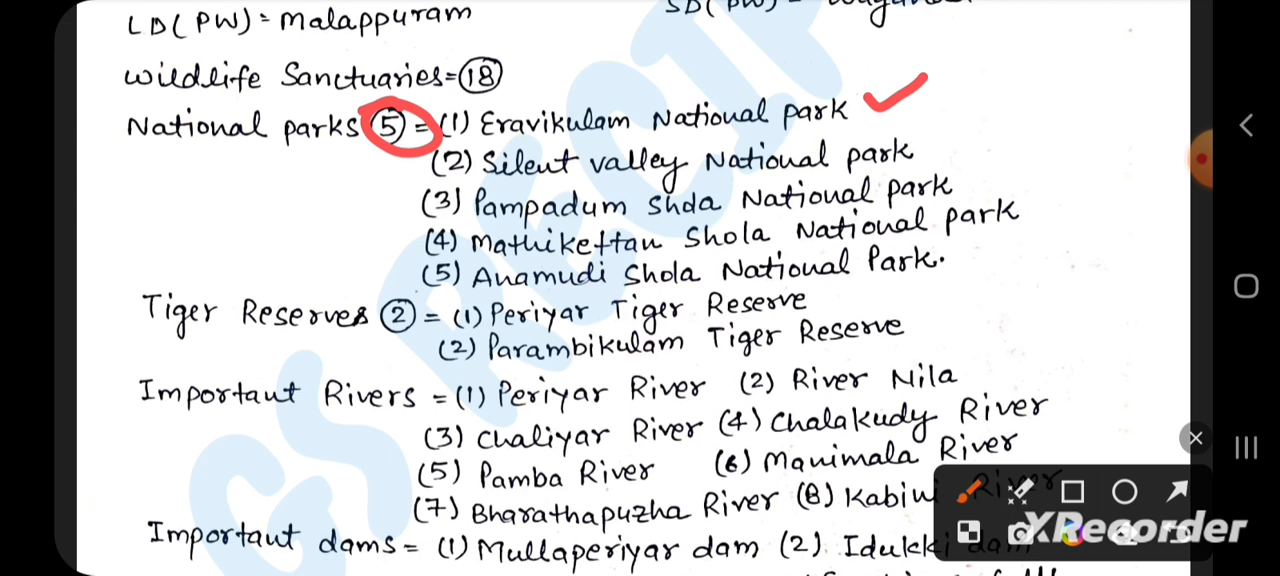 LD(PW)= Malappuram
SD(PW)
Wildlife Sanctuaries=18
National parks 5 = (1) Eravikulam National park
(2) Silent valley National park
(3) Pampadum Shola National park
(4) Mathikettan Shola National park
(5) Anamudi Shola National Park.
Tiger Reserves 2 = (1) Periyar Tiger Reserve
(2) Parambikulam Tiger Reserve
Important Rivers = (1) Periyar River (2) River Nila
(3) Chaliyar River (4) Chalakudy River
(5) Pamba River (6) Manimala River
(7) Bharathapuzha River (8) Kabini River
Important dams = (1) Mullaperiyar dam (2) Idukki dam
XRecorder